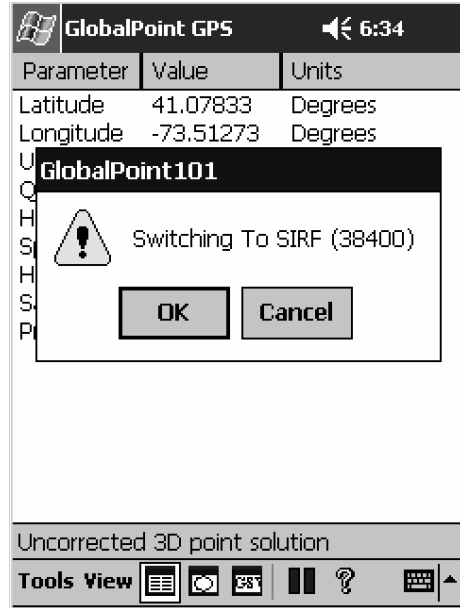 GlobalPoint GPS 6:34
Parameter Value Units
Latitude 41.07833 Degrees
Longitude -73.51273 Degrees
GlobalPoint101
Switching To SIRF (38400)
OK Cancel
Uncorrected 3D point solution
Tools View